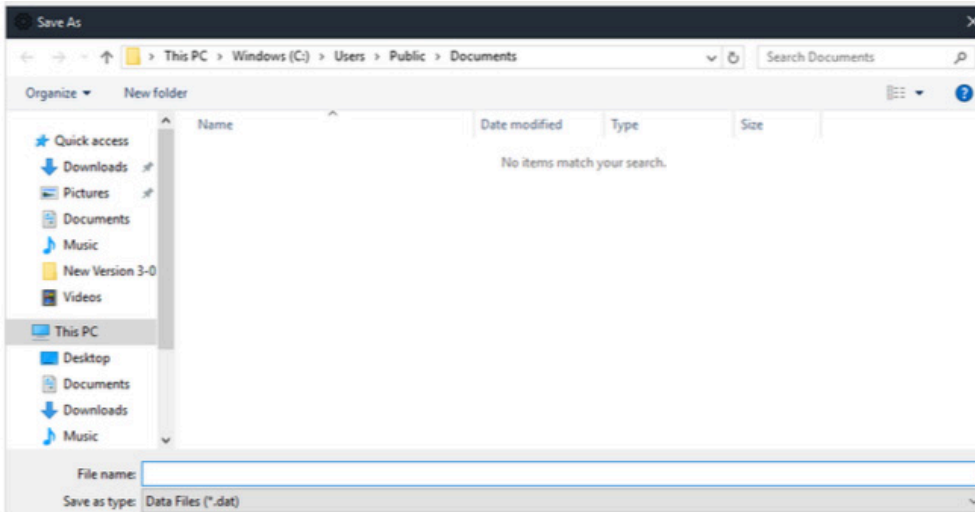 Save As
This PC > Windows (C:) > Users > Public > Documents
Search Documents
Organize
New folder
Name
Date modified
Type
Size
No items match your search.
Quick access
Downloads
Pictures
Documents
Music
New Version 3-0
Videos
This PC
Desktop
Documents
Downloads
Music
File name:
Save as type: Data Files (*.dat)